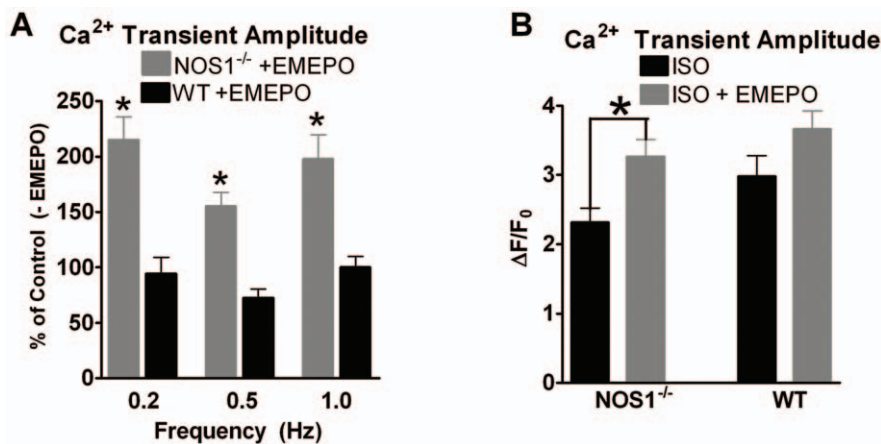 A
Ca²⁺ Transient Amplitude
NOS1⁻/⁻ +EMEPO
WT +EMEPO
% of Control (- EMEPO)
250
200
150
100
50
0
* * *
0.2 0.5 1.0
Frequency (Hz)
B
Ca²⁺ Transient Amplitude
ISO
ISO + EMEPO
ΔF/F₀
4
3
2
1
0
*
NOS1⁻/⁻ WT